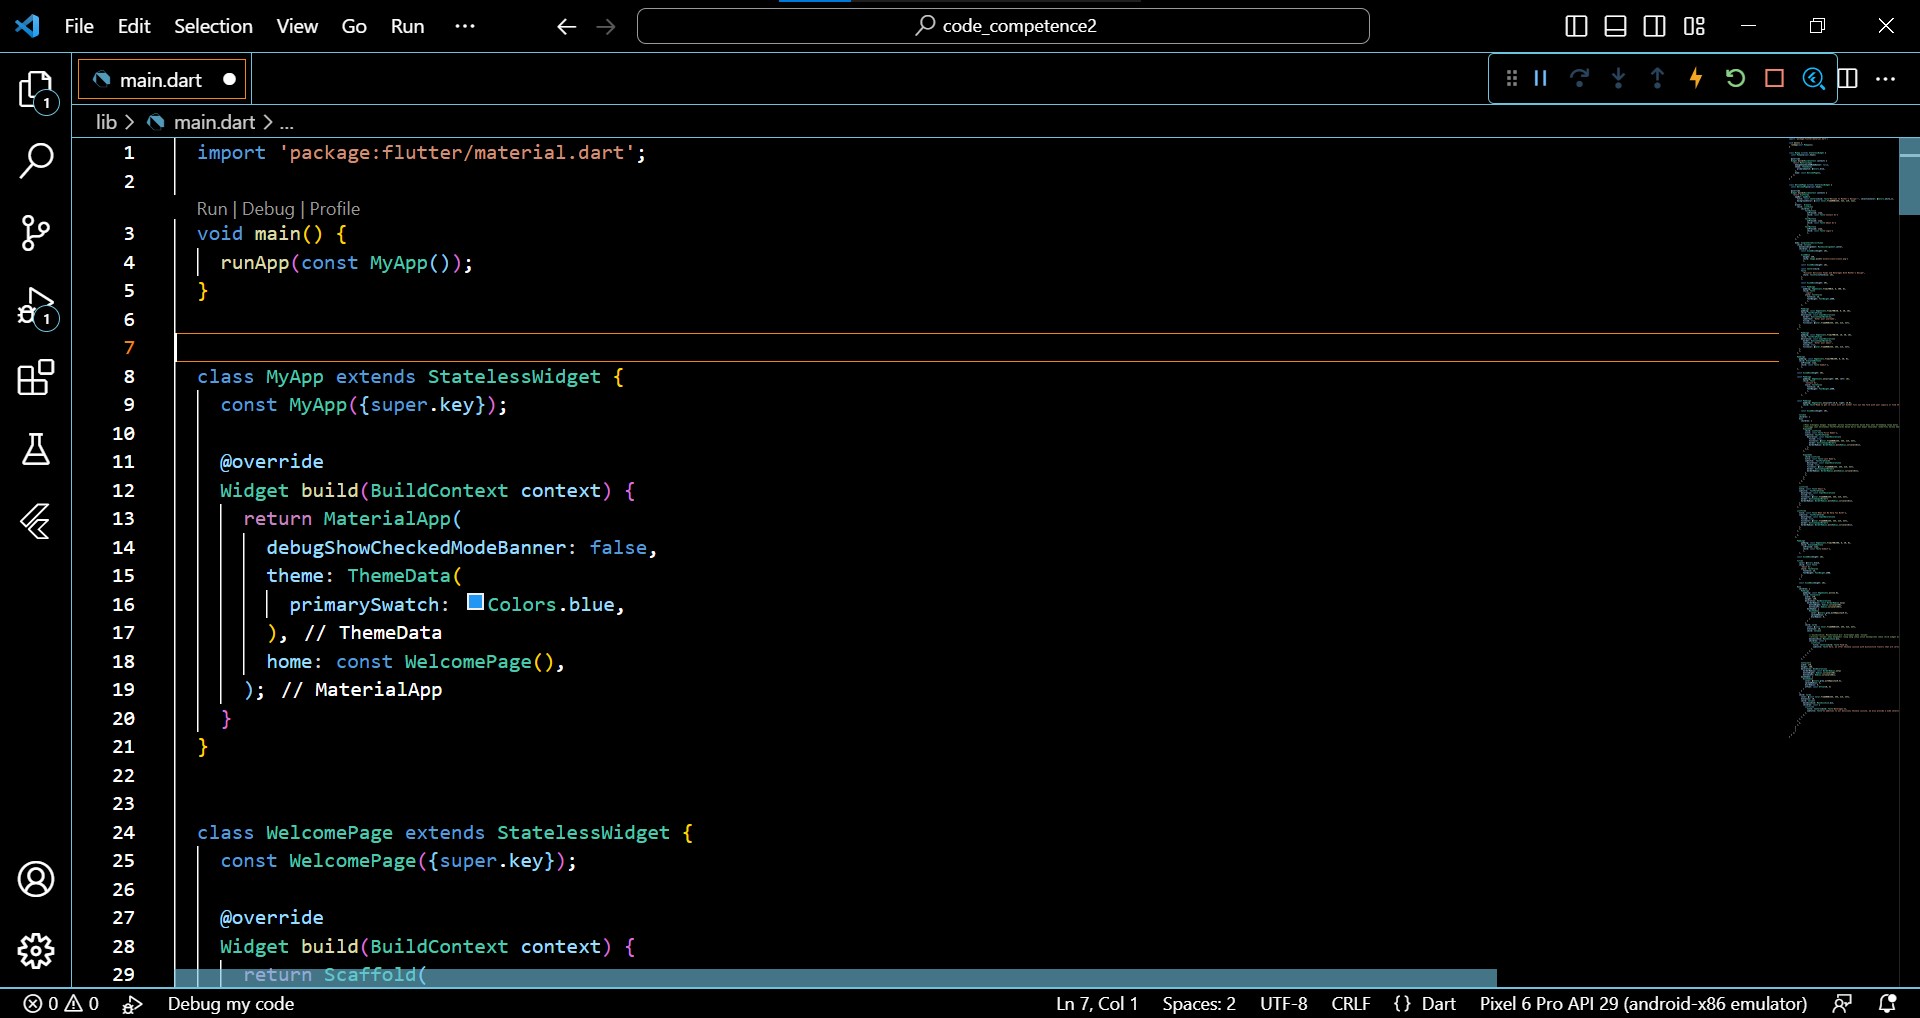 File Edit Selection View Go Run ···
code_competence2
main.dart
lib > main.dart > ...
1 import 'package:flutter/material.dart';
2
Run | Debug | Profile
3 void main() {
4 runApp(const MyApp());
5 }
6
7
8 class MyApp extends StatelessWidget {
9 const MyApp({super.key});
10
11 @override
12 Widget build(BuildContext context) {
13 return MaterialApp(
14 debugShowCheckedModeBanner: false,
15 theme: ThemeData(
16 primarySwatch: Colors.blue,
17 ), // ThemeData
18 home: const WelcomePage(),
19 ); // MaterialApp
20 }
21 }
22
23
24 class WelcomePage extends StatelessWidget {
25 const WelcomePage({super.key});
26
27 @override
28 Widget build(BuildContext context) {
29 return Scaffold(
1
1
0 0 Debug my code Ln 7, Col 1 Spaces: 2 UTF-8 CRLF {} Dart Pixel 6 Pro API 29 (android-x86 emulator)